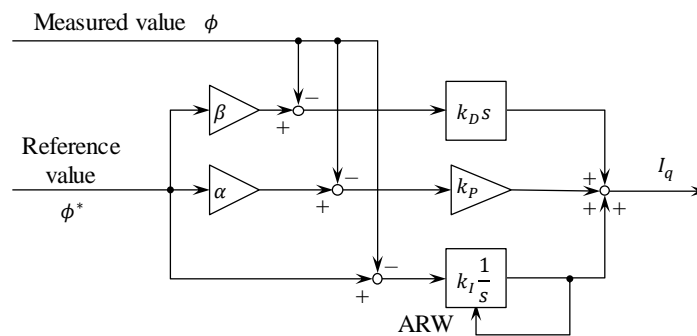 Measured value ϕ
−
β
+
k_D s
Reference
value
ϕ*
−
α
+
k_P
+
+
+
I_q
−
+
k_I 1/s
ARW